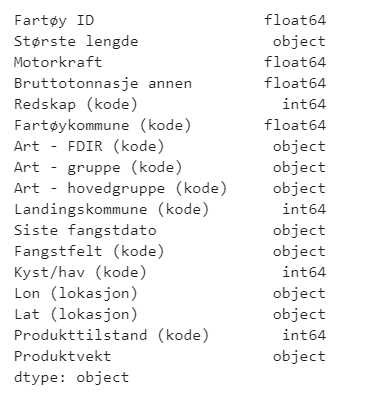 Fartøy ID float64
Største lengde object
Motorkraft float64
Bruttotonnasje annen float64
Redskap (kode) int64
Fartøykommune (kode) float64
Art - FDIR (kode) object
Art - gruppe (kode) object
Art - hovedgruppe (kode) object
Landingskommune (kode) int64
Siste fangstdato object
Fangstfelt (kode) object
Kyst/hav (kode) int64
Lon (lokasjon) object
Lat (lokasjon) object
Produkttilstand (kode) int64
Produktvekt object
dtype: object